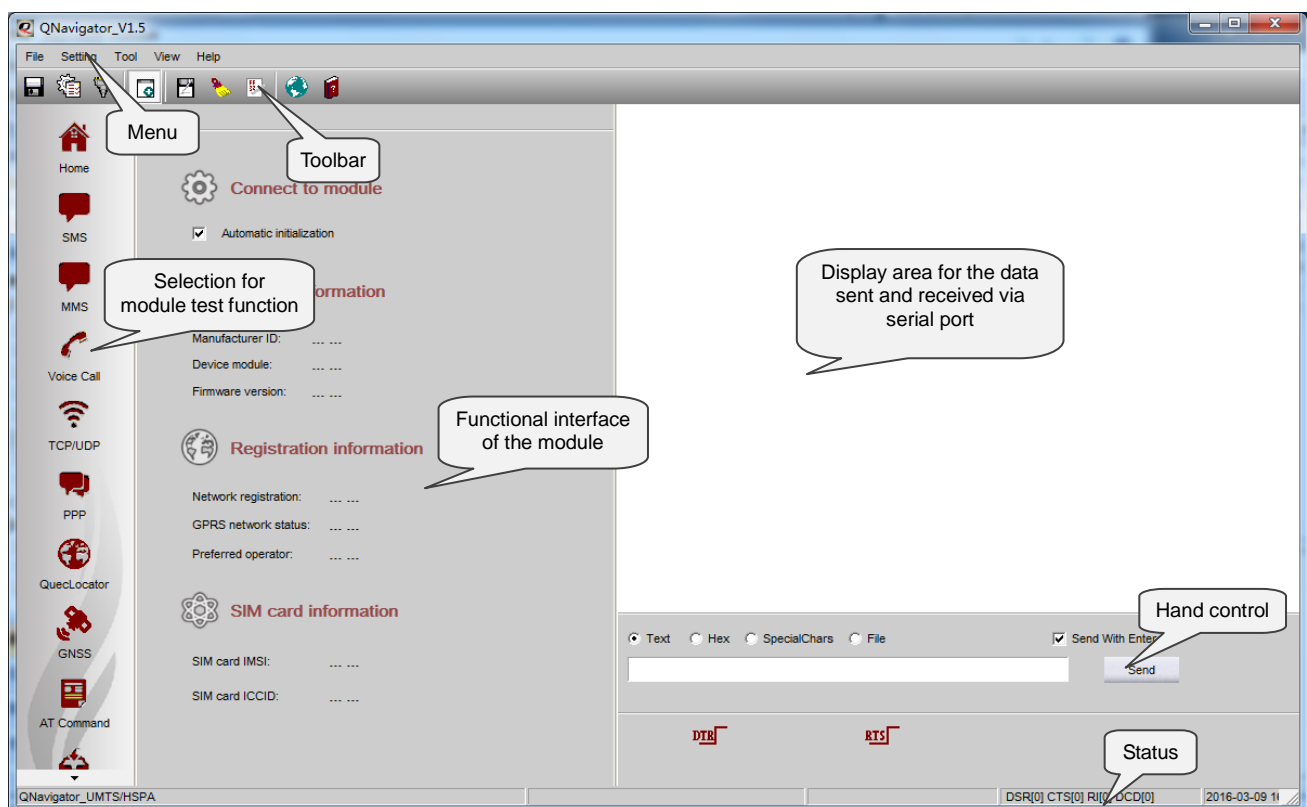 QNavigator_V1.5
File Setting Tool View Help
Menu
Toolbar
Home
SMS
MMS
Voice Call
TCP/UDP
PPP
QuecLocator
GNSS
AT Command
Selection for
module test function
Connect to module
Automatic initialization
ormation
Manufacturer ID: --- ---
Device module: --- ---
Firmware version: --- ---
Functional interface
of the module
Registration information
Network registration: --- ---
GPRS network status: --- ---
Preferred operator: --- ---
SIM card information
SIM card IMSI: --- ---
SIM card ICCID: --- ---
Display area for the data
sent and received via
serial port
Hand control
Text Hex SpecialChars File Send With Enter
Send
DTR RTS
Status
QNavigator_UMTS/HSPA DSR[0] CTS[0] RI[0] DCD[0] 2016-03-09